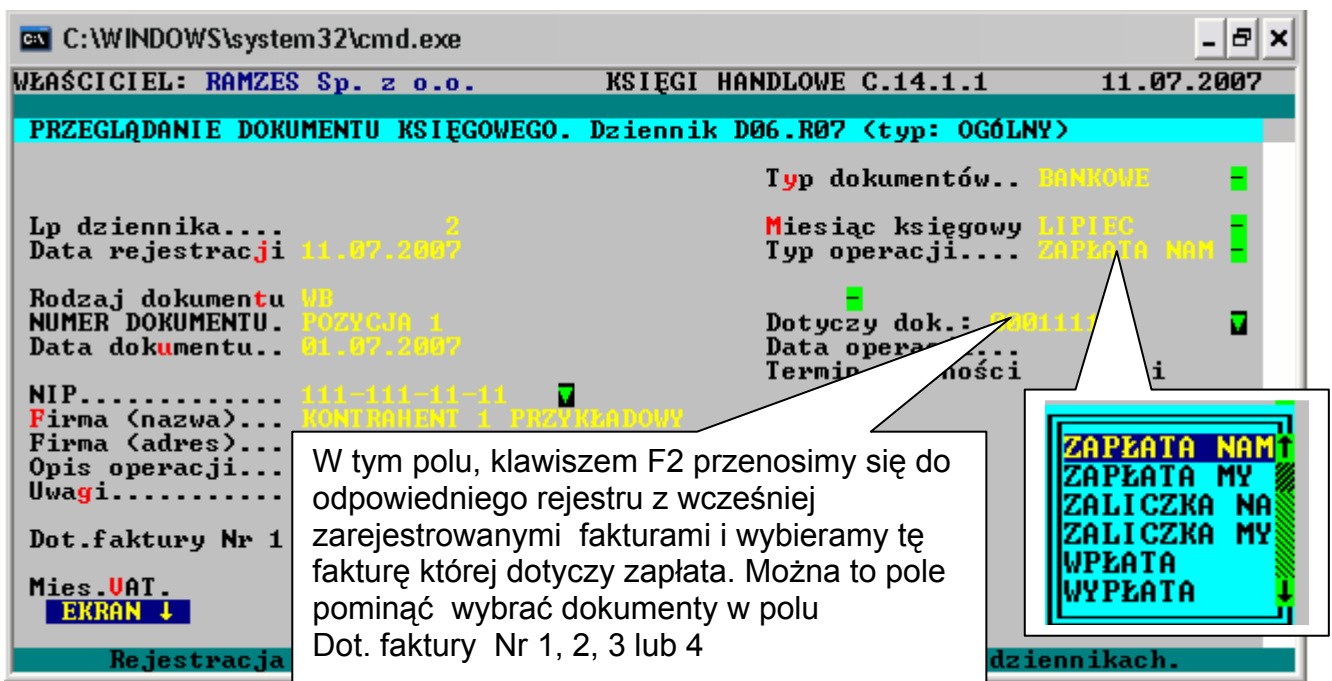 C:\WINDOWS\system32\cmd.exe
WŁAŚCICIEL: RAMZES Sp. z o.o. KSIĘGI HANDLOWE C.14.1.1 11.07.2007
PRZEGLĄDANIE DOKUMENTU KSIĘGOWEGO. Dziennik D06.R07 (typ: OGÓLNY)
Typ dokumentów.. BANKOWE
Lp dziennika.... 2 Miesiąc księgowy LIPIEC
Data rejestracji 11.07.2007 Typ operacji.... ZAPŁATA NAM
Rodzaj dokumentu WB
NUMER DOKUMENTU. POZYCJA 1 Dotyczy dok.: 0001111
Data dokumentu.. 01.07.2007 Data
NIP............. 111-111-11-11
Firma (nazwa)... KONTRAHENT 1 PRZYKŁADOWY
Firma (adres)...
Opis operacji...
Uwagi...........
Dot.faktury Nr 1
Mies.VAT.
EKRAN ↓
Rejestracja dziennikach.
W tym polu, klawiszem F2 przenosimy się do
odpowiedniego rejestru z wcześniej
zarejestrowanymi fakturami i wybieramy tę
fakturę której dotyczy zapłata. Można to pole
pominąć wybrać dokumenty w polu
Dot. faktury Nr 1, 2, 3 lub 4
ZAPŁATA NAM
ZAPŁATA MY
ZALICZKA NA
ZALICZKA MY
WPŁATA
WYPŁATA